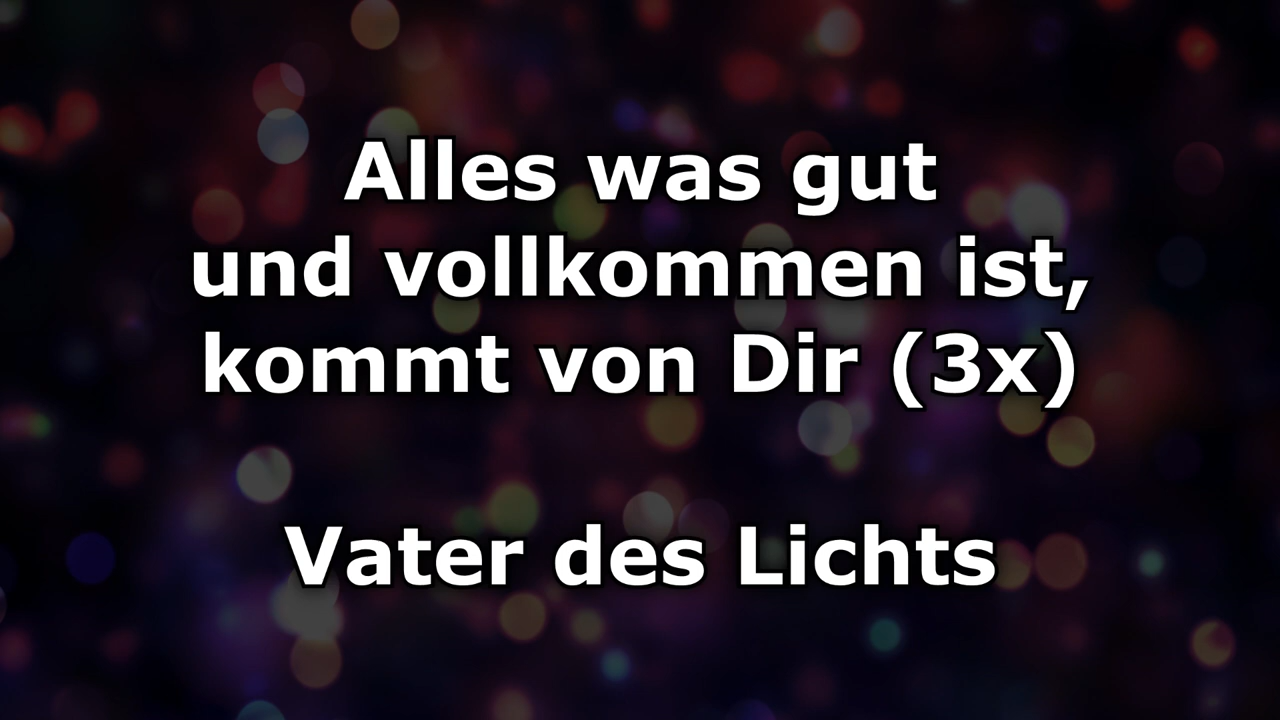 Alles was gut
und vollkommen ist,
kommt von Dir (3x)
Vater des Lichts